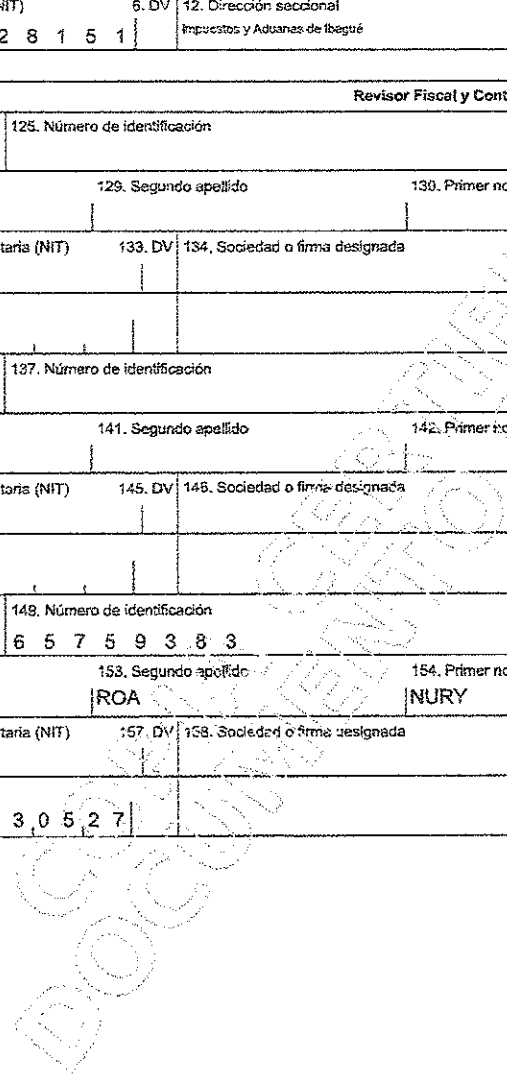 NIT) 6. DV 12. Dirección seccional
2 8 1 5 1 Impuestos y Aduanas de Ibagué
Revisor Fiscal y Cont
125. Número de identificación
129. Segundo apellido 130. Primer no
taria (NIT) 133. DV 134. Sociedad o firma designada
137. Número de identificación
141. Segundo apellido 142. Primer no
taria (NIT) 145. DV 146. Sociedad o firma designada
149. Número de identificación
6 5 7 5 9 3 8 3
153. Segundo apellido 154. Primer no
ROA NURY
taria (NIT) 157. DV 158. Sociedad o firma designada
3 0 5 2 7
DOCUMENTO